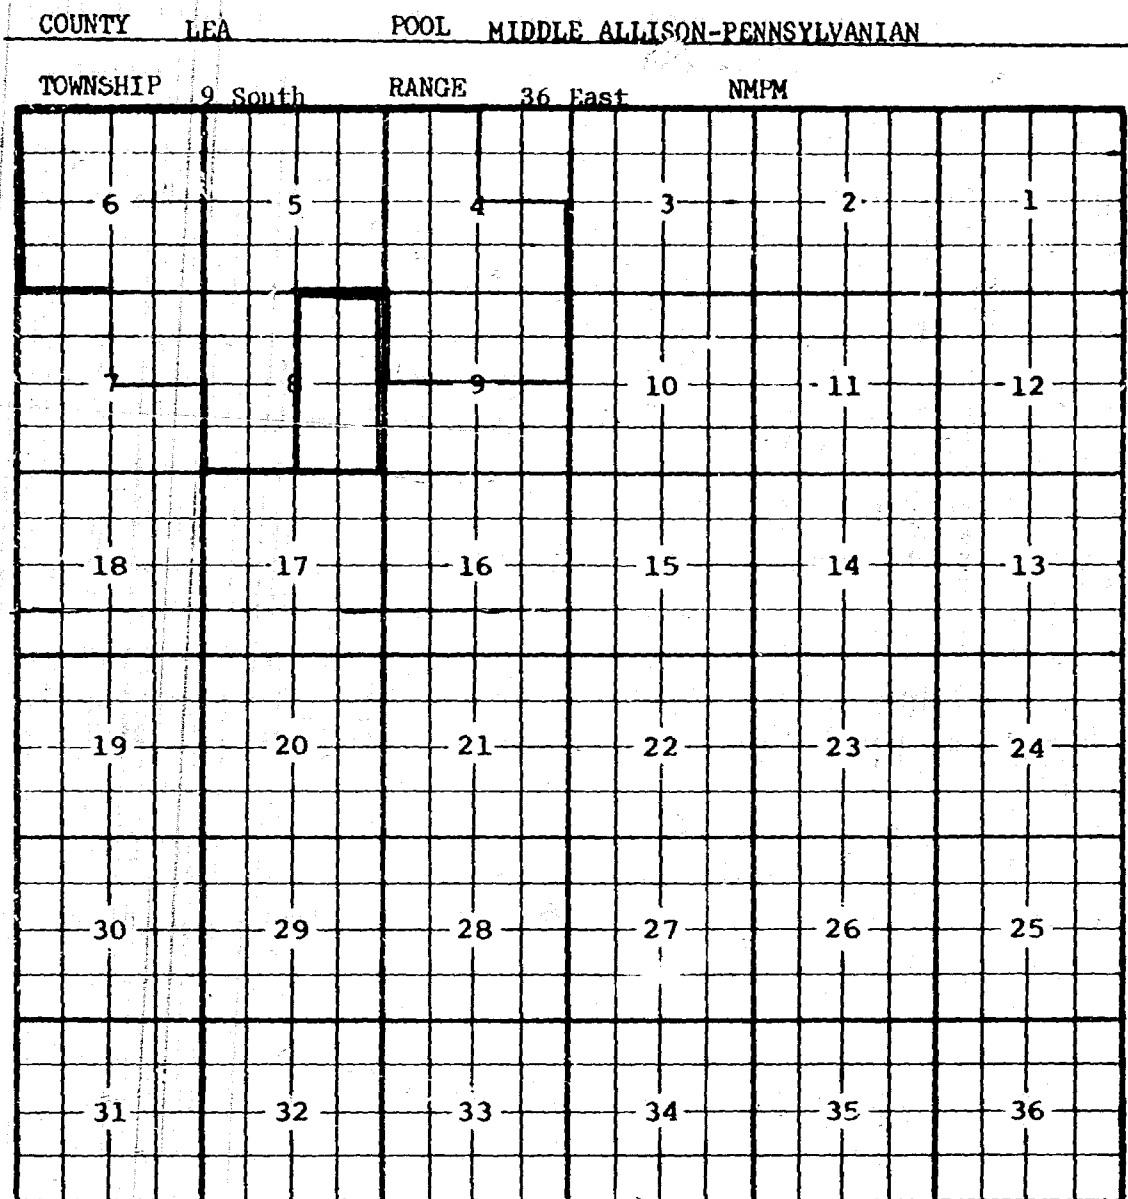 COUNTY LEA POOL MIDDLE ALLISON-PENNSYLVANIAN
TOWNSHIP 9 South RANGE 36 East NMPM
6 5 4 3 2 1
7 8 9 10 11 12
18 17 16 15 14 13
19 20 21 22 23 24
30 29 28 27 26 25
31 32 33 34 35 36